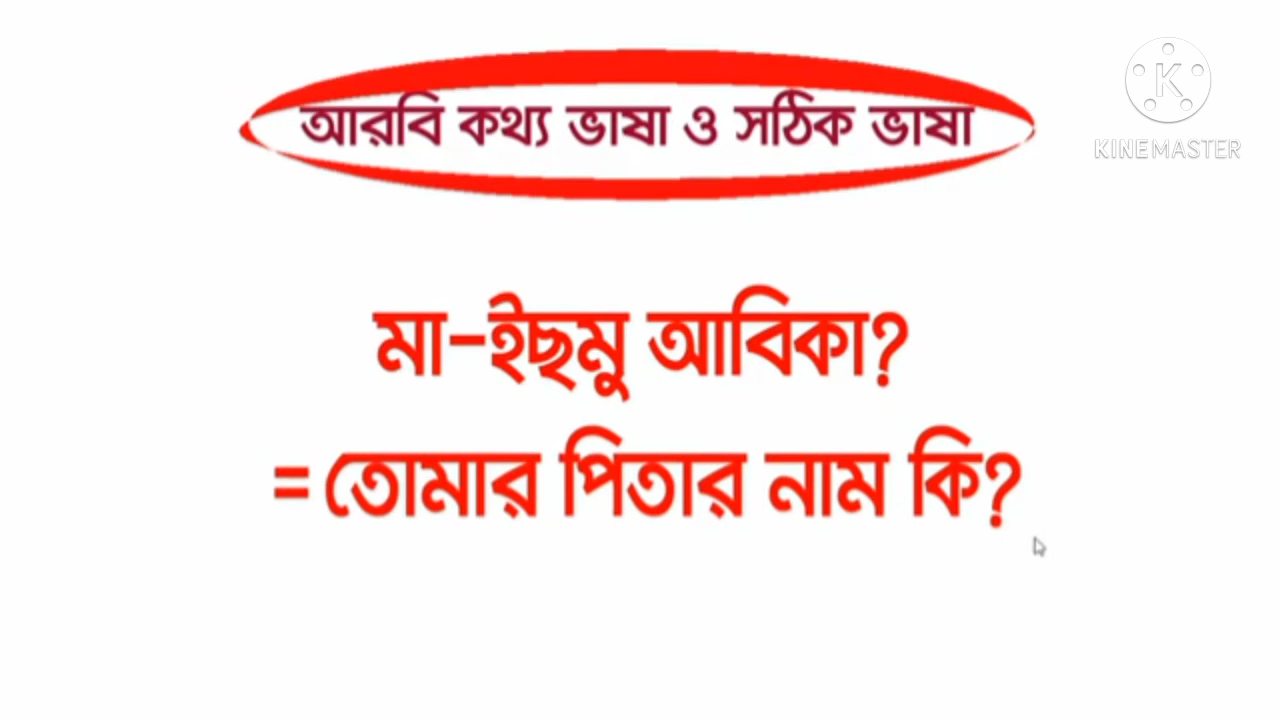 আরবি কথ্য ভাষা ও সঠিক ভাষা
KINEMASTER
মা-ইছমু আবিকা?
=তোমার পিতার নাম কি?